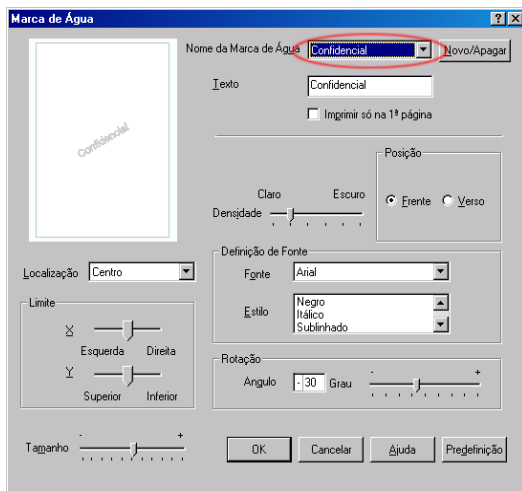 Marca de Água
Nome da Marca de Água Confidencial Novo/Apagar
Texto Confidencial
Imprimir só na 1ª página
Confidencial
Posição
Frente Verso
Claro Escuro
Densidade
Localização Centro
Definição de Fonte
Fonte Arial
Estilo Negro
Itálico
Sublinhado
Limite
X
Esquerda Direita
Y
Superior Inferior
Rotação
Angulo -30 Grau - +
Tamanho - +
OK Cancelar Ajuda Predefinição